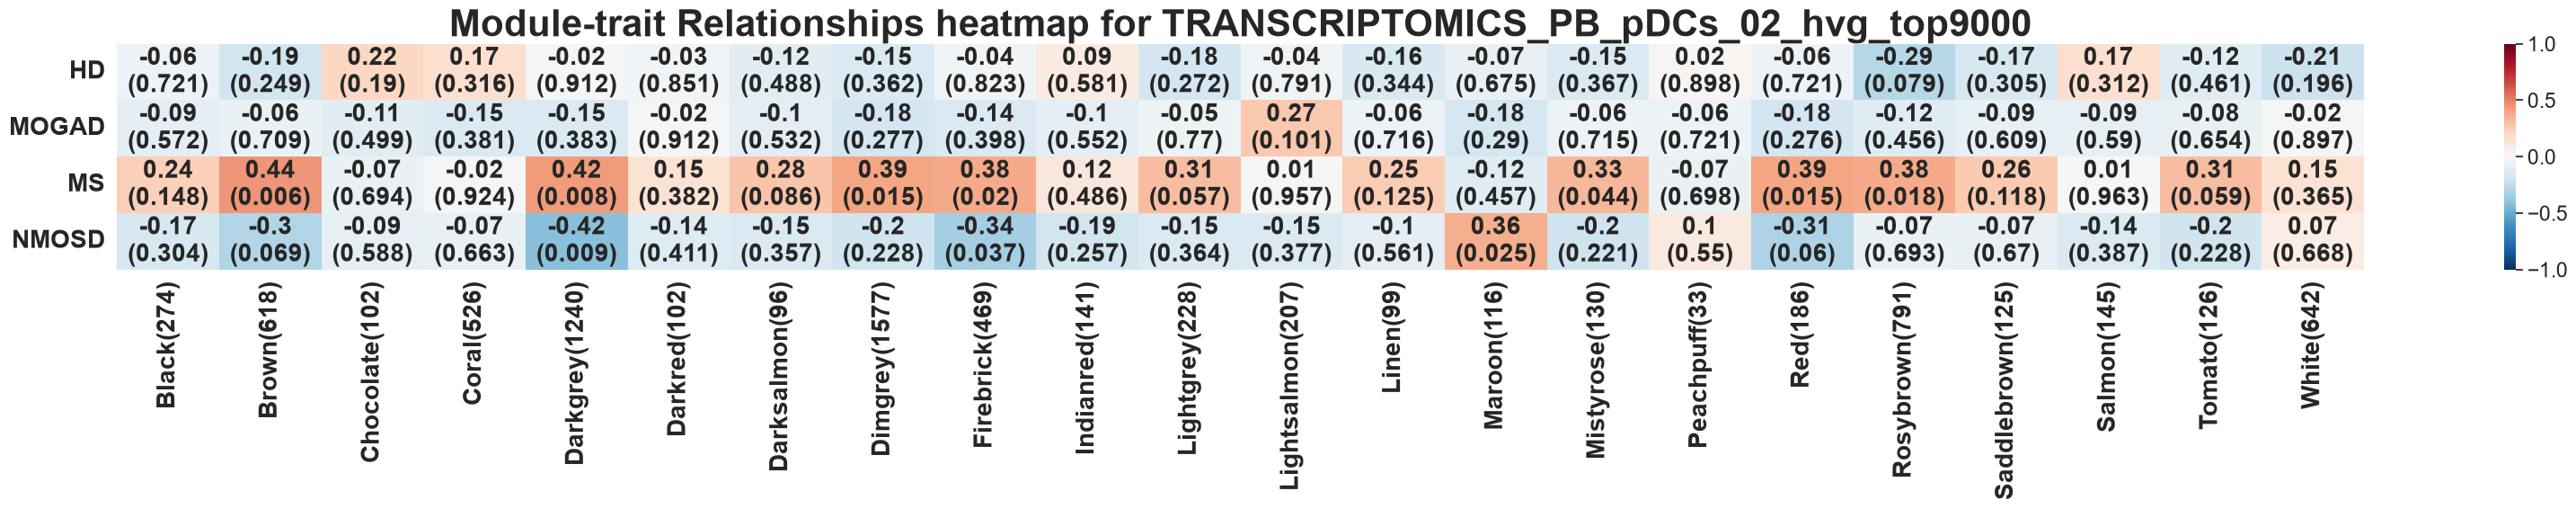 Module-trait Relationships heatmap for TRANSCRIPTOMICS_PB_pDCs_02_hvg_top9000
HD
-0.06 -0.19 0.22 0.17 -0.02 -0.03 -0.12 -0.15 -0.04 0.09 -0.18 -0.04 -0.16 -0.07 -0.15 0.02 -0.06 -0.29 -0.17 0.17 -0.12 -0.21
(0.721) (0.249) (0.19) (0.316) (0.912) (0.851) (0.488) (0.362) (0.823) (0.581) (0.272) (0.791) (0.344) (0.675) (0.367) (0.898) (0.721) (0.079) (0.305) (0.312) (0.461) (0.196)
MOGAD
-0.09 -0.06 -0.11 -0.15 -0.15 -0.02 -0.1 -0.18 -0.14 -0.1 -0.05 0.27 -0.06 -0.18 -0.06 -0.06 -0.18 -0.12 -0.09 -0.09 -0.08 -0.02
(0.572) (0.709) (0.499) (0.381) (0.383) (0.912) (0.532) (0.277) (0.398) (0.552) (0.77) (0.101) (0.716) (0.29) (0.715) (0.721) (0.276) (0.456) (0.609) (0.59) (0.654) (0.897)
MS
0.24 0.44 -0.07 -0.02 0.42 0.15 0.28 0.39 0.38 0.12 0.31 0.01 0.25 -0.12 0.33 -0.07 0.39 0.38 0.26 0.01 0.31 0.15
(0.148) (0.006) (0.694) (0.924) (0.008) (0.382) (0.086) (0.015) (0.02) (0.486) (0.057) (0.957) (0.125) (0.457) (0.044) (0.698) (0.015) (0.018) (0.118) (0.963) (0.059) (0.365)
NMOSD
-0.17 -0.3 -0.09 -0.07 -0.42 -0.14 -0.15 -0.2 -0.34 -0.19 -0.15 -0.15 -0.1 0.36 -0.2 0.1 -0.31 -0.07 -0.07 -0.14 -0.2 0.07
(0.304) (0.069) (0.588) (0.663) (0.009) (0.411) (0.357) (0.228) (0.037) (0.257) (0.364) (0.377) (0.561) (0.025) (0.221) (0.55) (0.06) (0.693) (0.67) (0.387) (0.228) (0.668)
Black(274)
Brown(618)
Chocolate(102)
Coral(526)
Darkgrey(1240)
Darkred(102)
Darksalmon(96)
Dimgrey(1577)
Firebrick(469)
Indianred(141)
Lightgrey(228)
Lightsalmon(207)
Linen(99)
Maroon(116)
Mistyrose(130)
Peachpuff(33)
Red(186)
Rosybrown(791)
Saddlebrown(125)
Salmon(145)
Tomato(126)
White(642)
1.0
0.5
0.0
−0.5
−1.0